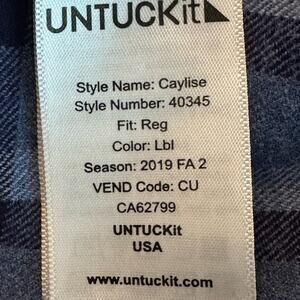 UNTUCKit
Style Name: Caylise
Style Number: 40345
Fit: Reg
Color: Lbl
Season: 2019 FA 2
VEND Code: CU
CA62799
UNTUCKit
USA
www.untuckit.com